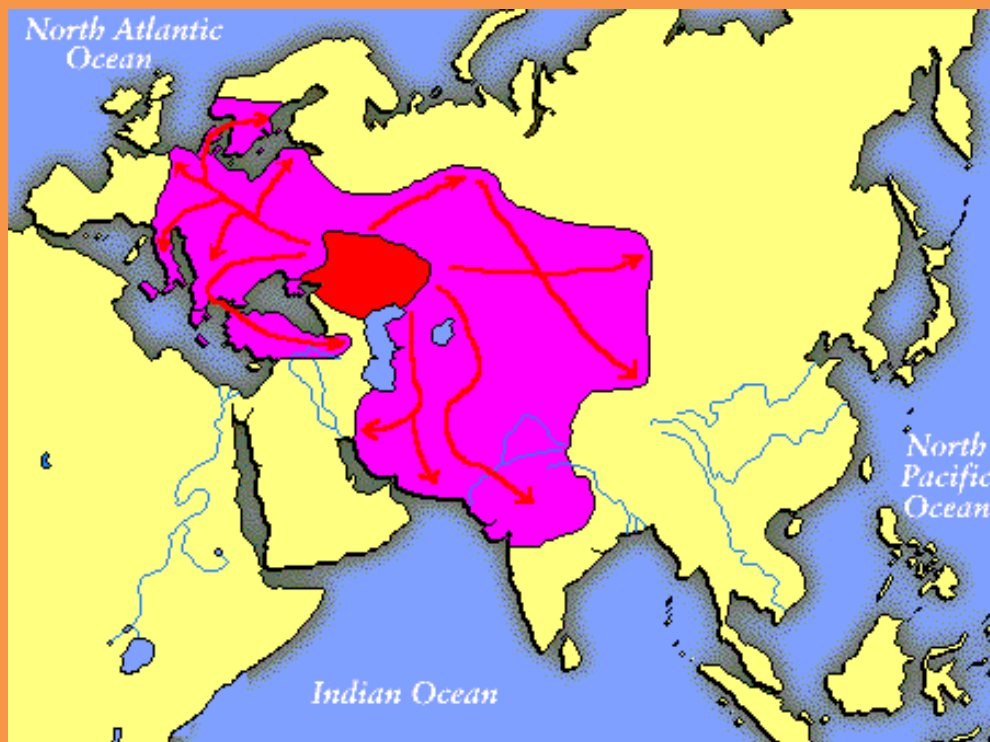 North Atlantic
Ocean
North
Pacific
Ocean
Indian Ocean